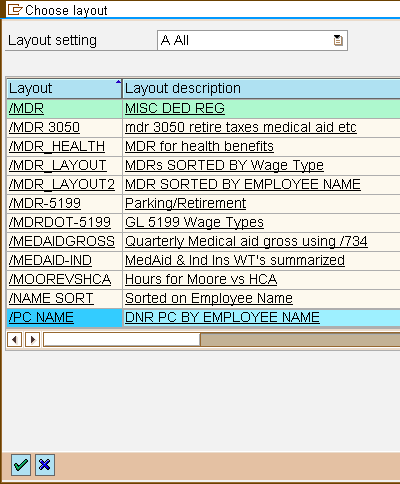 Choose layout
Layout setting A All
Layout Layout description
/MDR MISC DED REG
/MDR 3050 mdr 3050 retire taxes medical aid etc
/MDR_HEALTH MDR for health benefits
/MDR_LAYOUT MDRs SORTED BY Wage Type
/MDR_LAYOUT2 MDR SORTED BY EMPLOYEE NAME
/MDR-5199 Parking/Retirement
/MDRDOT-5199 GL 5199 Wage Types
/MEDAIDGROSS Quarterly Medical aid gross using /734
/MEDAID-IND MedAid & Ind Ins WT's summarized
/MOOREVSHCA Hours for Moore vs HCA
/NAME SORT Sorted on Employee Name
/PC NAME DNR PC BY EMPLOYEE NAME